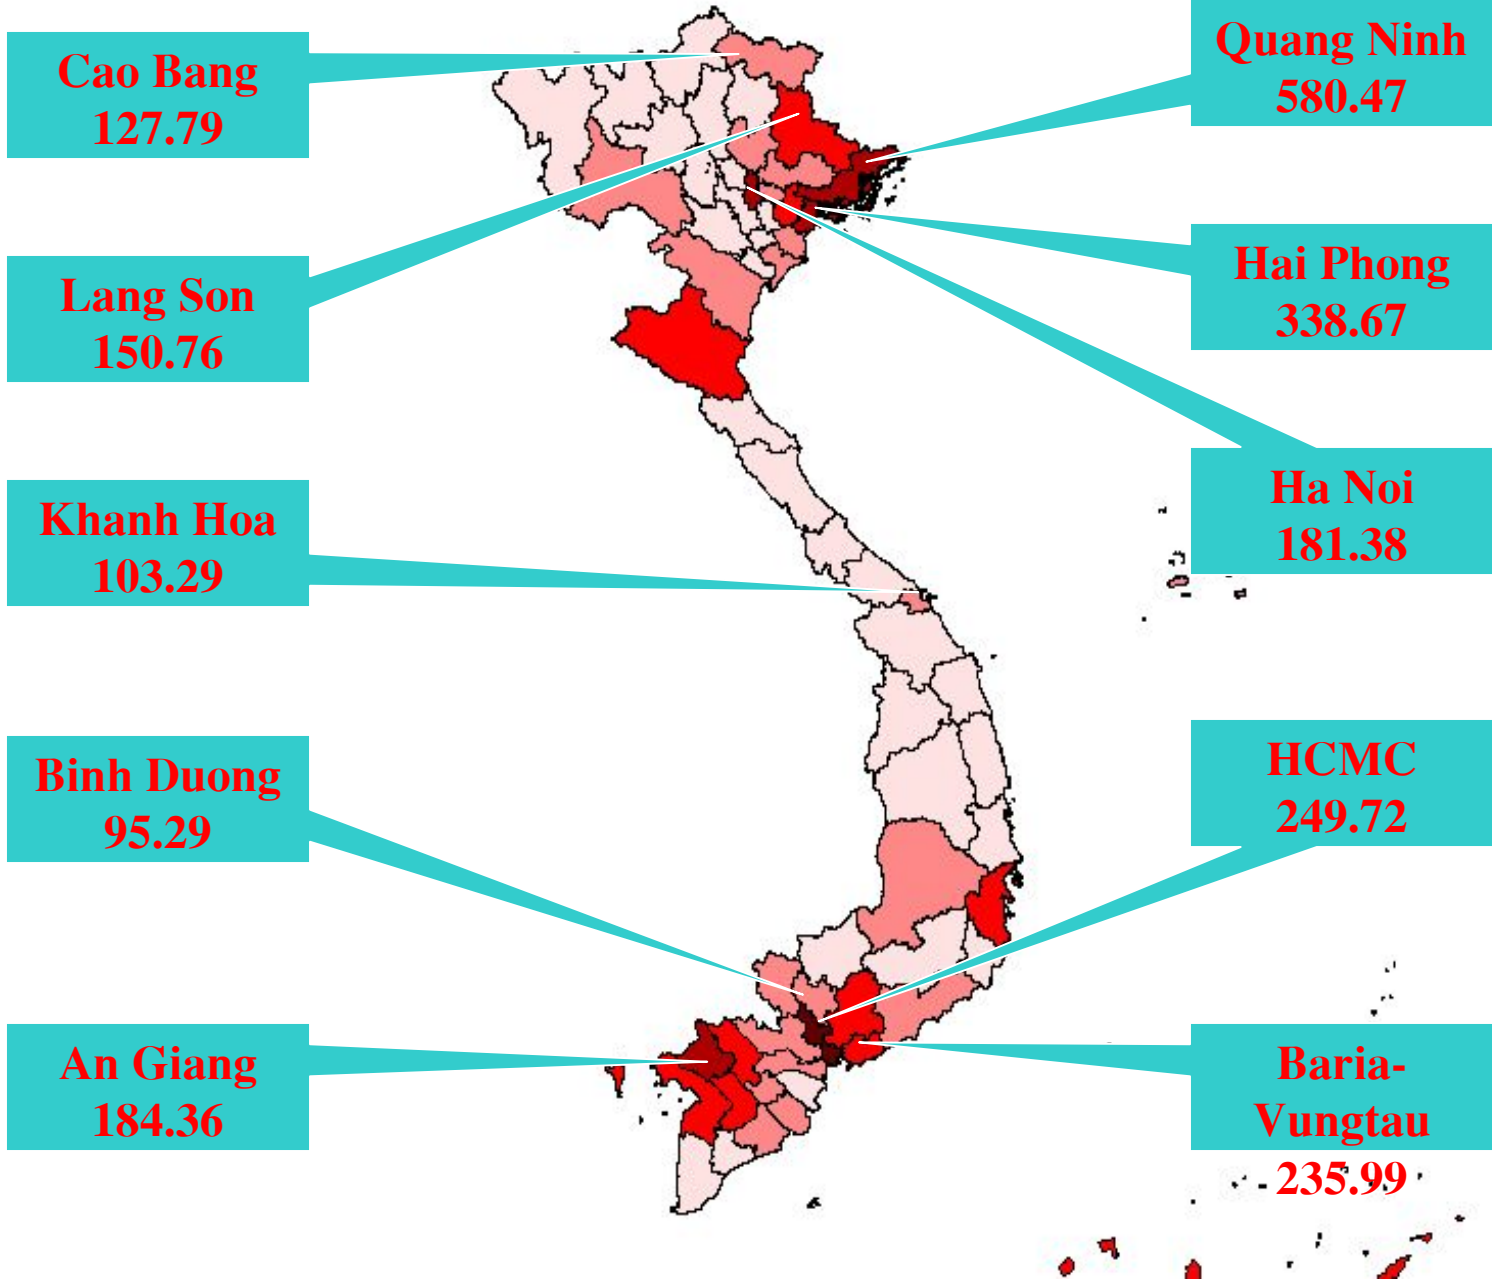 Cao Bang
127.79
Quang Ninh
580.47
Lang Son
150.76
Hai Phong
338.67
Khanh Hoa
103.29
Ha Noi
181.38
Binh Duong
95.29
HCMC
249.72
An Giang
184.36
Baria-
Vungtau
235.99